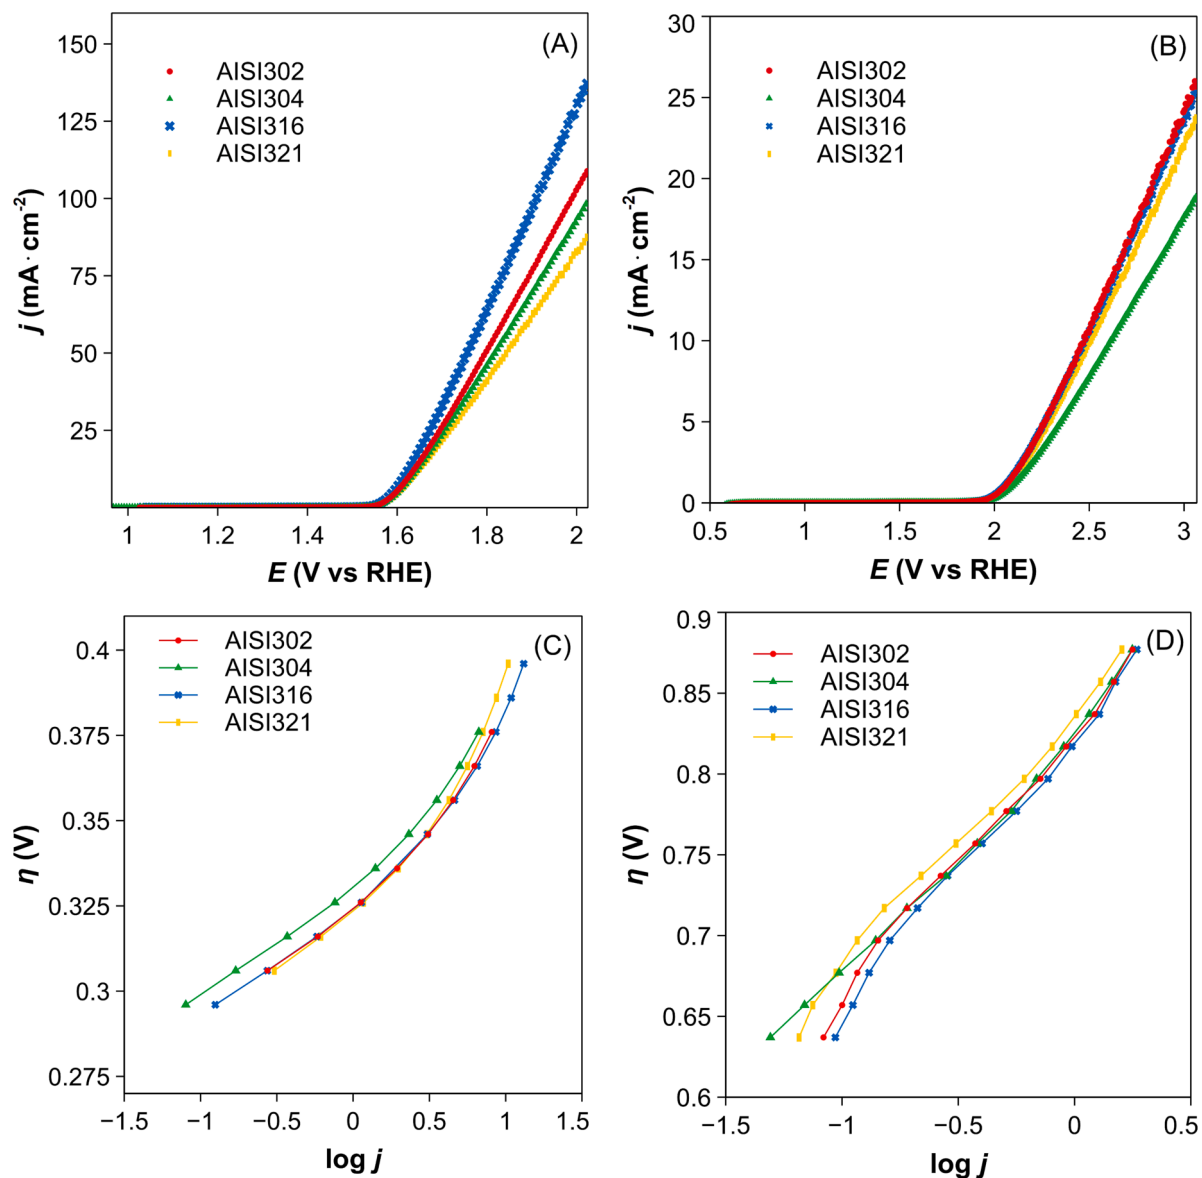 (A)
AISI302
AISI304
AISI316
AISI321
150
125
100
75
50
25
j (mA·cm⁻²)
1 1.2 1.4 1.6 1.8 2
E (V vs RHE)
(B)
AISI302
AISI304
AISI316
AISI321
30
25
20
15
10
5
0
j (mA·cm⁻²)
0.5 1 1.5 2 2.5 3
E (V vs RHE)
(C)
AISI302
AISI304
AISI316
AISI321
0.4
0.375
0.35
0.325
0.3
0.275
η (V)
−1.5 −1 −0.5 0 0.5 1 1.5
log j
(D)
AISI302
AISI304
AISI316
AISI321
0.9
0.85
0.8
0.75
0.7
0.65
0.6
η (V)
−1.5 −1 −0.5 0 0.5
log j